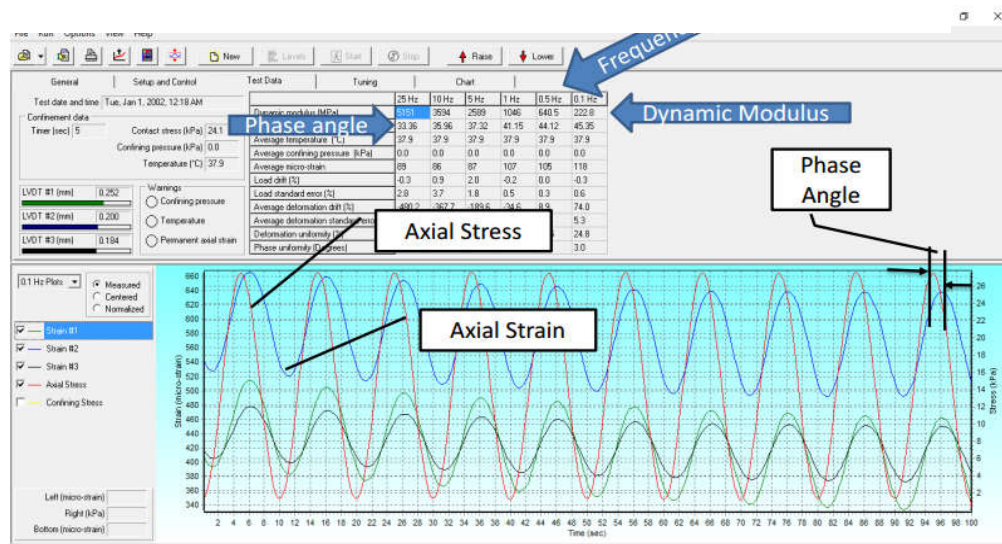 File Run Options View Help
New Levels Start Stop Raise Lower
Frequen
General Setup and Control Test Data Tuning Chart
Test date and time Tue, Jan 1, 2002, 12:18 AM
Confinement data
Timer (sec) 5 Contact stress (kPa) 24.1
Confining pressure (kPa) 0.0
Temperature (°C) 37.9
LVDT #1 (mm) 0.252
LVDT #2 (mm) 0.200
LVDT #3 (mm) 0.184
Warnings
Confining pressure
Temperature
Permanent axial strain
25 Hz 10 Hz 5 Hz 1 Hz 0.5 Hz 0.1 Hz
Dynamic modulus (MPa) 5151 3594 2589 1046 640.5 222.8
Phase angle 33.36 35.96 37.32 41.15 44.12 45.35
Average temperature (°C) 37.9 37.9 37.9 37.9 37.9 37.9
Average confining pressure (kPa) 0.0 0.0 0.0 0.0 0.0 0.0
Average micro-strain 89 86 87 107 105 118
Load drift (%) -0.3 0.9 2.0 -0.2 0.0 -0.3
Load standard error (%) 2.8 3.7 1.8 0.5 0.3 0.6
Average deformation drift (%) -480.2 -367.7 -189.6 -34.6 8.9 74.0
Average deformation standard error 5.3
Deformation uniformity (%) 24.8
Phase uniformity (Degrees) 3.0
Dynamic Modulus
Phase
Angle
Axial Stress
Axial Strain
0.1 Hz Plots
Measured
Centered
Normalized
Strain #1
Strain #2
Strain #3
Axial Stress
Confining Stress
Left (micro-strain)
Right (kPa)
Bottom (micro-strain)
Strain (micro-strain)
660
640
620
600
580
560
540
520
500
480
460
440
420
400
380
360
340
26
24
22
20
18
16
14
12
10
8
6
4
2
Stress (kPa)
2 4 6 8 10 12 14 16 18 20 22 24 26 28 30 32 34 36 38 40 42 44 46 48 50 52 54 56 58 60 62 64 66 68 70 72 74 76 78 80 82 84 86 88 90 92 94 96 98 100
Time (sec)